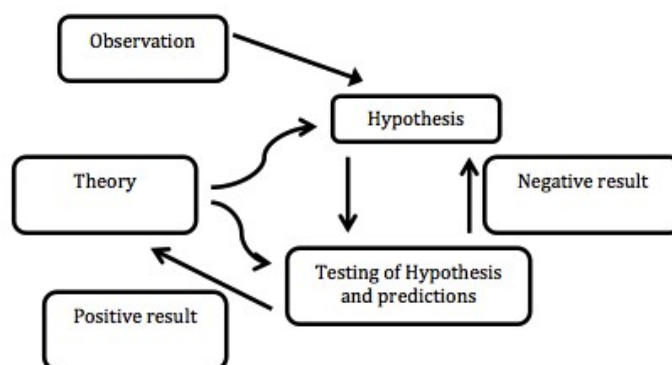 Observation
Hypothesis
Theory
Negative result
Testing of Hypothesis
and predictions
Positive result